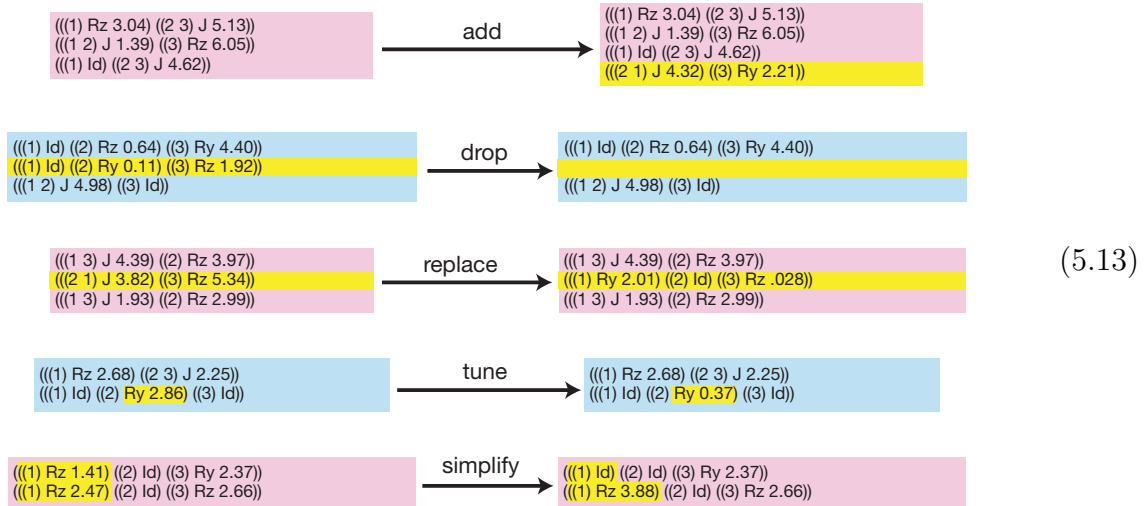 (((1) Rz 3.04) ((2 3) J 5.13))
(((1 2) J 1.39) ((3) Rz 6.05))
(((1) Id) ((2 3) J 4.62))
add
(((1) Rz 3.04) ((2 3) J 5.13))
(((1 2) J 1.39) ((3) Rz 6.05))
(((1) Id) ((2 3) J 4.62))
(((2 1) J 4.32) ((3) Ry 2.21))
(((1) Id) ((2) Rz 0.64) ((3) Ry 4.40))
(((1) Id) ((2) Ry 0.11) ((3) Rz 1.92))
(((1 2) J 4.98) ((3) Id))
drop
(((1) Id) ((2) Rz 0.64) ((3) Ry 4.40))
(((1 2) J 4.98) ((3) Id))
(((1 3) J 4.39) ((2) Rz 3.97))
(((2 1) J 3.82) ((3) Rz 5.34))
(((1 3) J 1.93) ((2) Rz 2.99))
replace
(((1 3) J 4.39) ((2) Rz 3.97))
(((1) Ry 2.01) ((2) Id) ((3) Rz .028))
(((1 3) J 1.93) ((2) Rz 2.99))
(5.13)
(((1) Rz 2.68) ((2 3) J 2.25))
(((1) Id) ((2) Ry 2.86) ((3) Id))
tune
(((1) Rz 2.68) ((2 3) J 2.25))
(((1) Id) ((2) Ry 0.37) ((3) Id))
(((1) Rz 1.41) ((2) Id) ((3) Ry 2.37))
(((1) Rz 2.47) ((2) Id) ((3) Rz 2.66))
simplify
(((1) Id) ((2) Id) ((3) Ry 2.37))
(((1) Rz 3.88) ((2) Id) ((3) Rz 2.66))